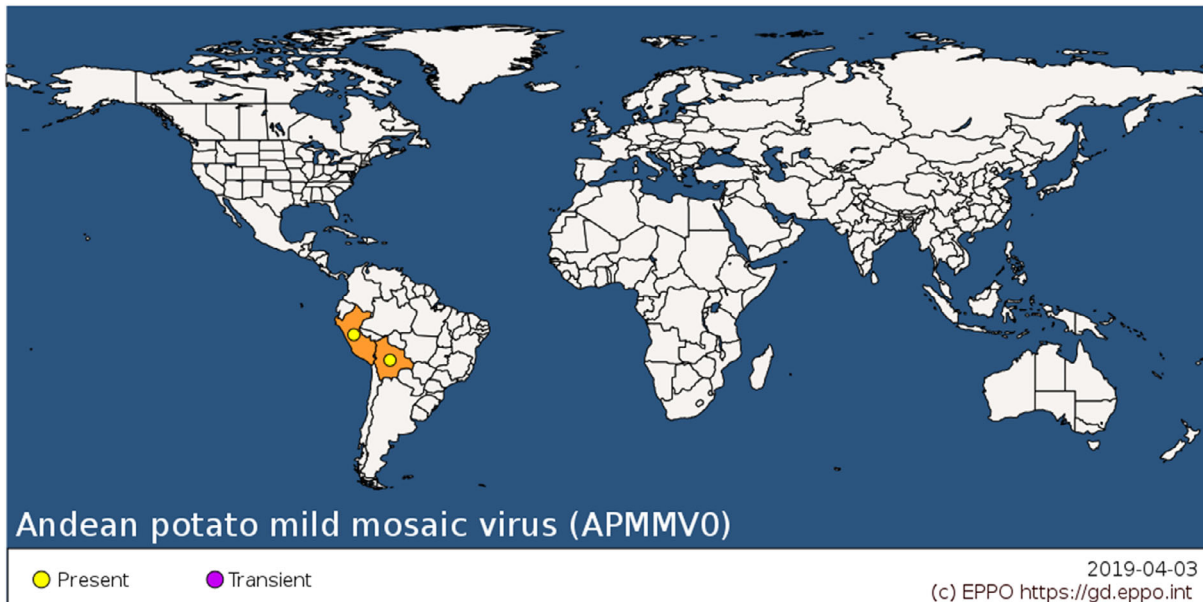 Andean potato mild mosaic virus (APMMV0)
Present
Transient
2019-04-03
(c) EPPO https://gd.eppo.int